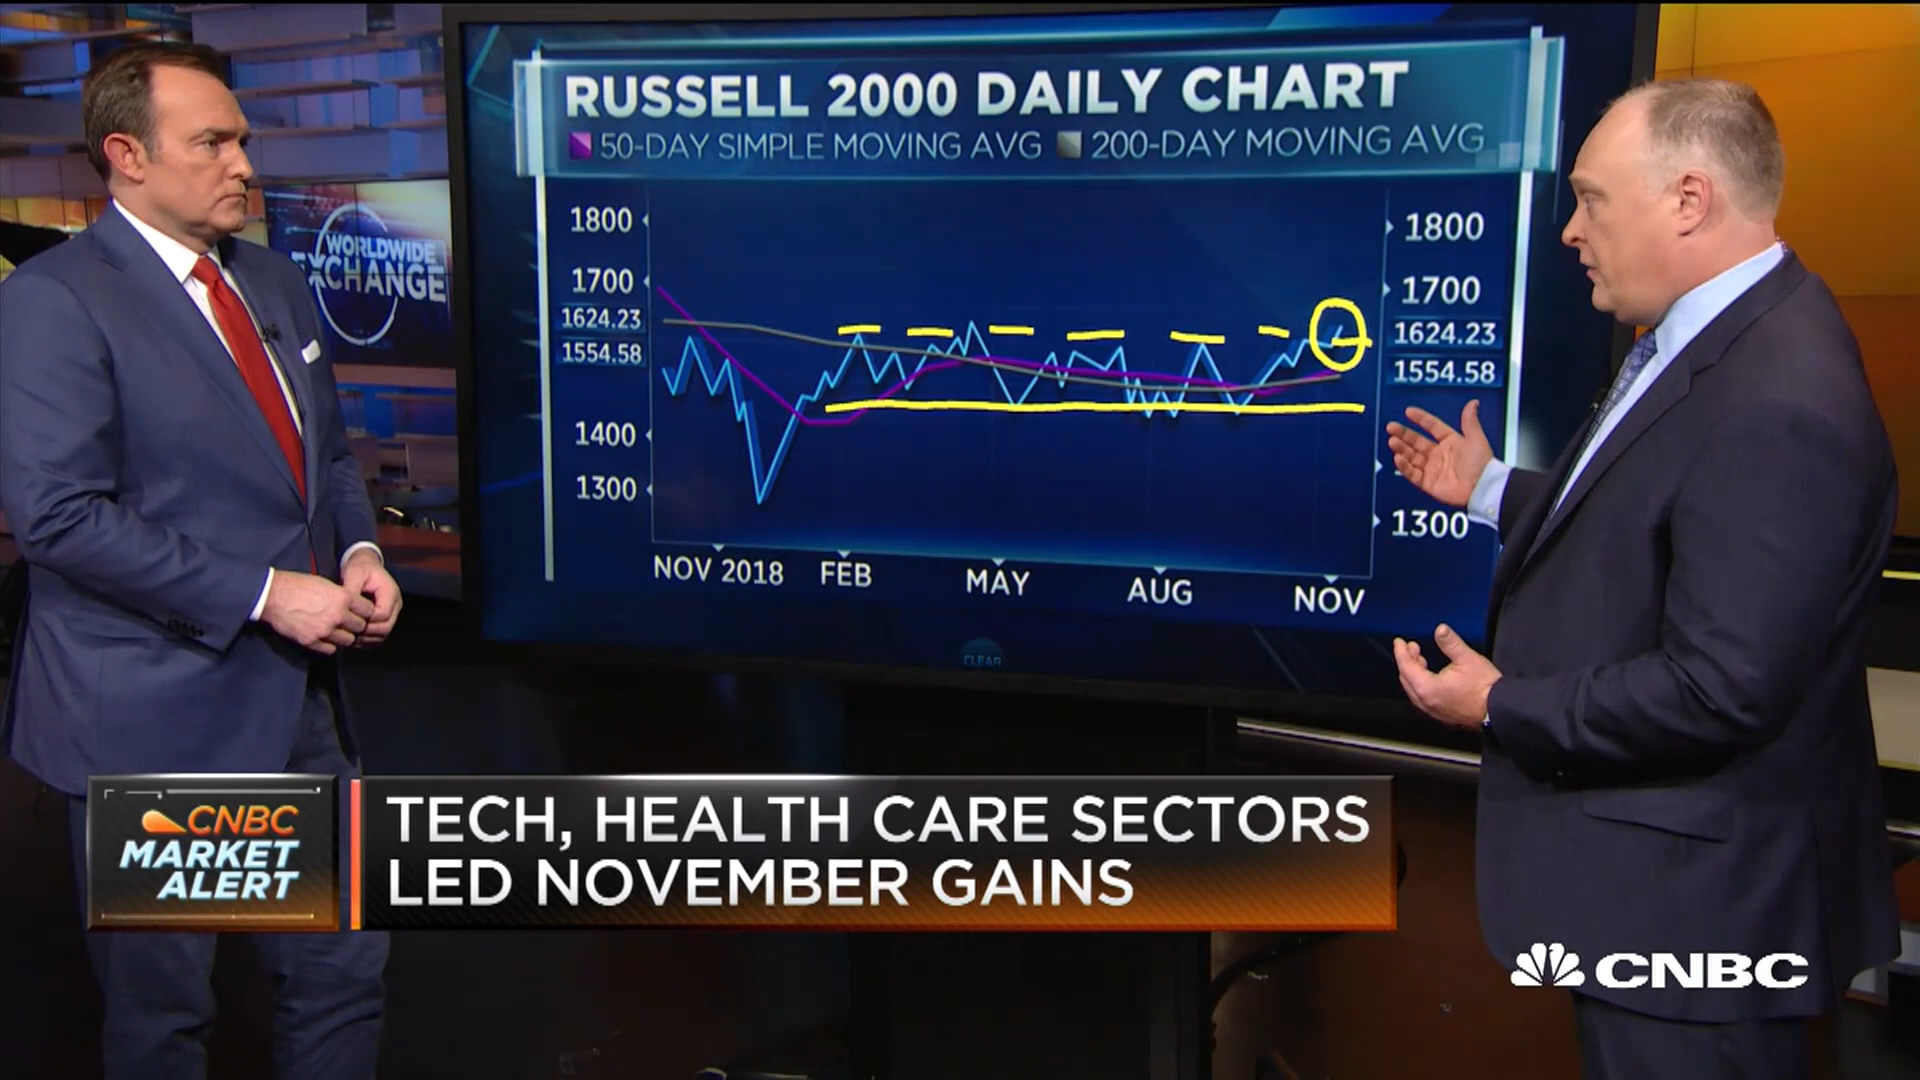 RUSSELL 2000 DAILY CHART
50-DAY SIMPLE MOVING AVG 200-DAY MOVING AVG
1800 1800
1700 1700
1624.23 1624.23
1554.58 1554.58
1400
1300 1300
NOV 2018 FEB MAY AUG NOV
CLEAR
WORLDWIDE
EXCHANGE
CNBC
MARKET
ALERT
TECH, HEALTH CARE SECTORS
LED NOVEMBER GAINS
CNBC